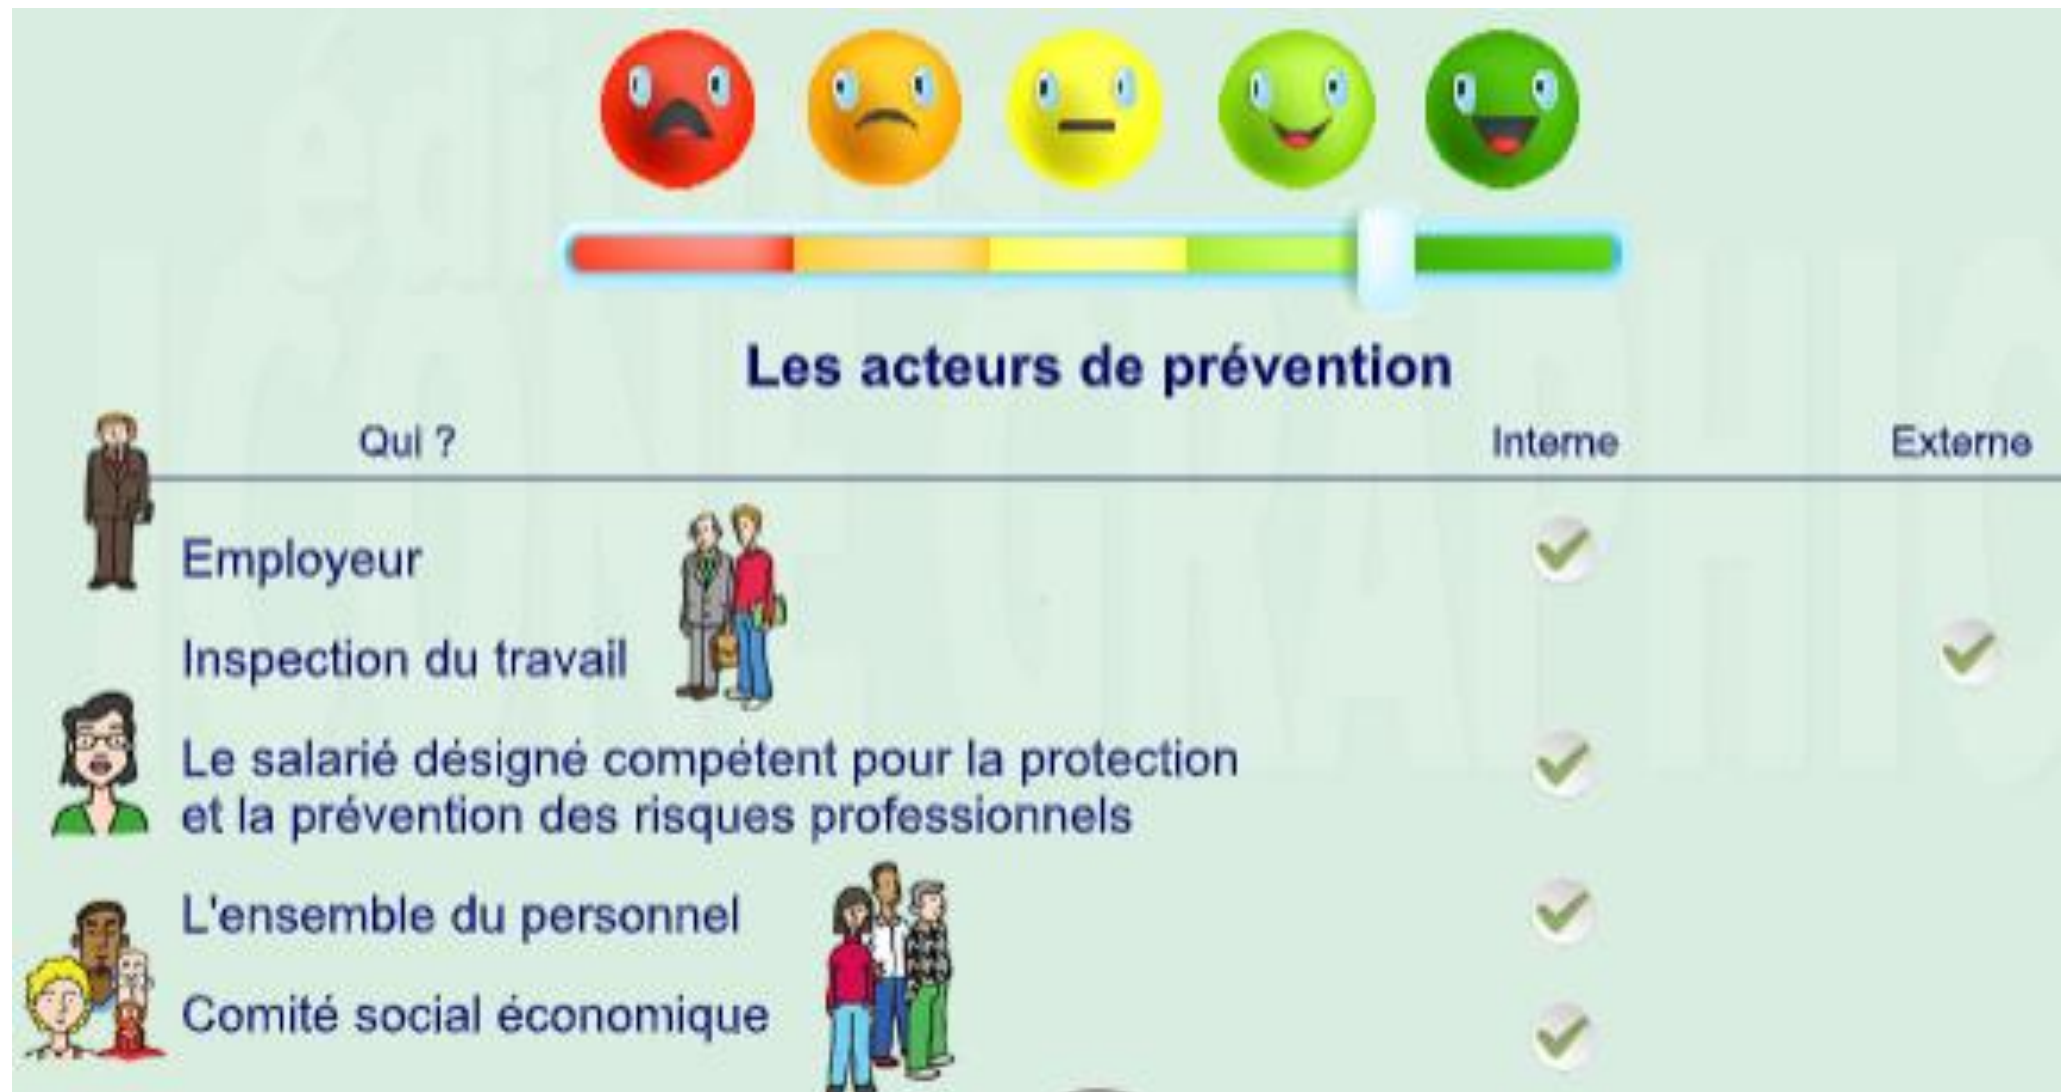 Les acteurs de prévention
Qui ? Interne Externe
Employeur
Inspection du travail
Le salarié désigné compétent pour la protection
et la prévention des risques professionnels
L'ensemble du personnel
Comité social économique